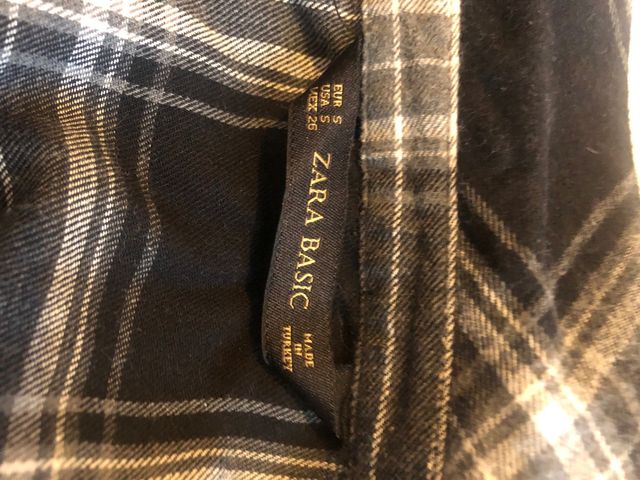 EUR S
USA S
MEX 26
ZARA BASIC
MADE
IN
TURKEY